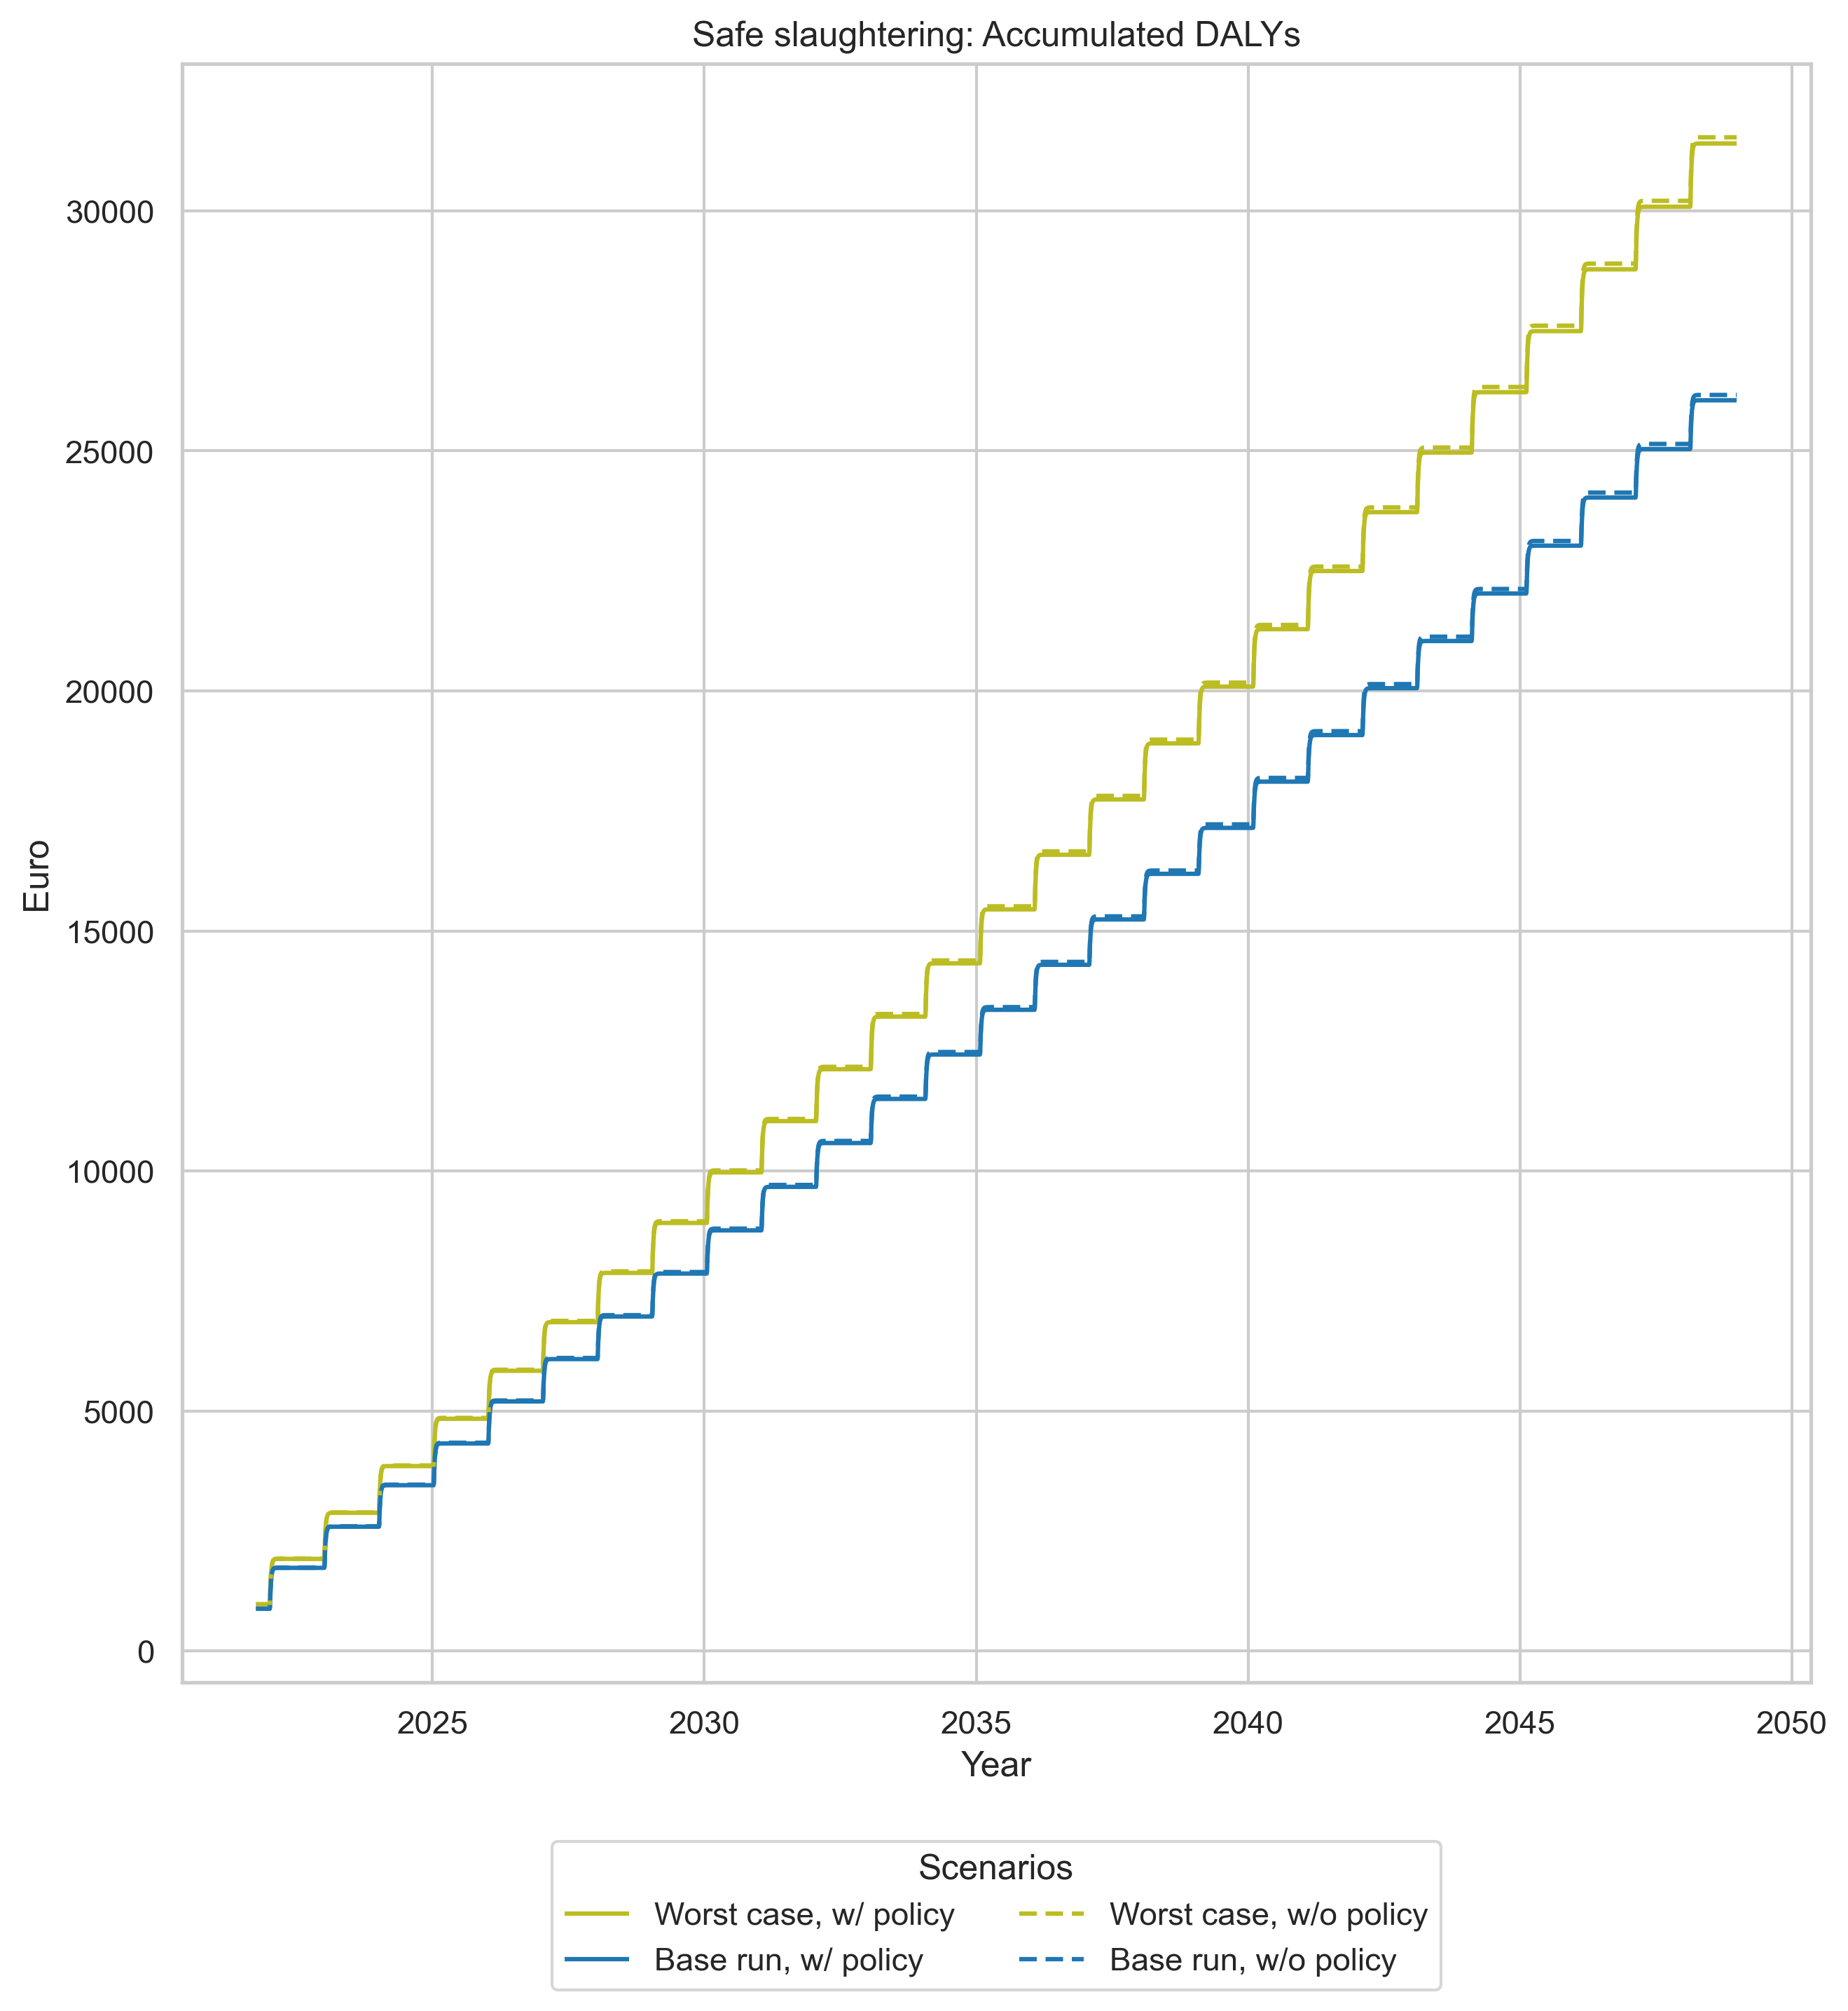 Safe slaughtering: Accumulated DALYs
Euro
30000
25000
20000
15000
10000
5000
0
2025 2030 2035 2040 2045 2050
Year
Scenarios
Worst case, w/ policy Worst case, w/o policy
Base run, w/ policy Base run, w/o policy